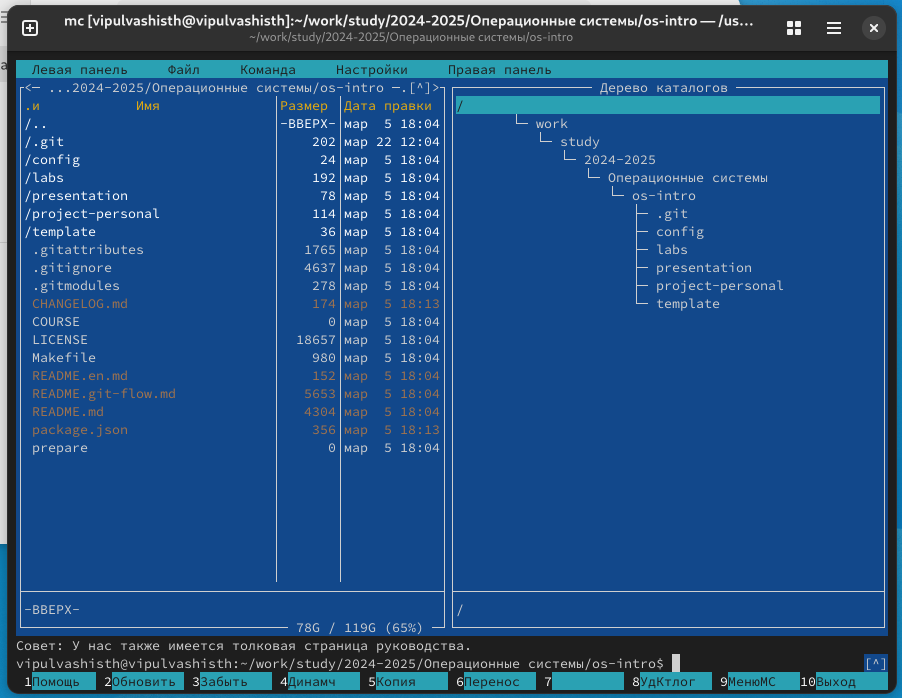 mc [vipulvashisth@vipulvashisth]:~/work/study/2024-2025/Операционные системы/os-intro — /us…
~/work/study/2024-2025/Операционные системы/os-intro
Левая панель Файл Команда Настройки Правая панель
<— ...2024-2025/Операционные системы/os-intro —.[^]>
.и Имя Размер Дата правки
/.. -ВВЕРХ- мар 5 18:04
/.git 202 мар 22 12:04
/config 24 мар 5 18:04
/labs 192 мар 5 18:04
/presentation 78 мар 5 18:04
/project-personal 114 мар 5 18:04
/template 36 мар 5 18:04
.gitattributes 1765 мар 5 18:04
.gitignore 4637 мар 5 18:04
.gitmodules 278 мар 5 18:04
CHANGELOG.md 174 мар 5 18:13
COURSE 0 мар 5 18:04
LICENSE 18657 мар 5 18:04
Makefile 980 мар 5 18:04
README.en.md 152 мар 5 18:04
README.git-flow.md 5653 мар 5 18:04
README.md 4304 мар 5 18:04
package.json 356 мар 5 18:13
prepare 0 мар 5 18:04
-ВВЕРХ-
78G / 119G (65%)
Дерево каталогов
/
work
study
2024-2025
Операционные системы
os-intro
.git
config
labs
presentation
project-personal
template
/
Совет: У нас также имеется толковая страница руководства.
vipulvashisth@vipulvashisth:~/work/study/2024-2025/Операционные системы/os-intro$ [^]
1Помощь 2Обновить 3Забыть 4Динамч 5Копия 6Перенос 7 8УдКтлог 9МенюMC 10Выход